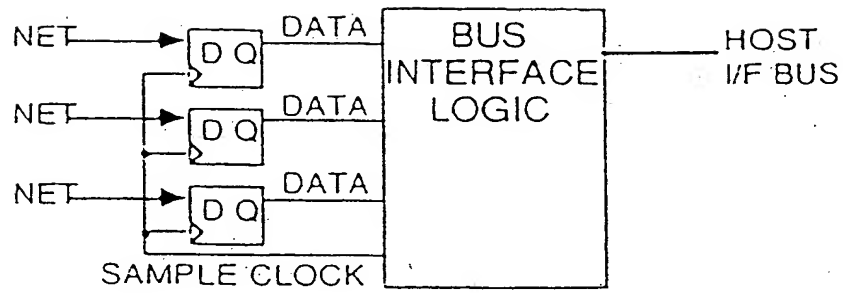 NET
D Q
DATA
BUS
INTERFACE
LOGIC
HOST
I/F BUS
NET
D Q
DATA
NET
D Q
DATA
SAMPLE CLOCK